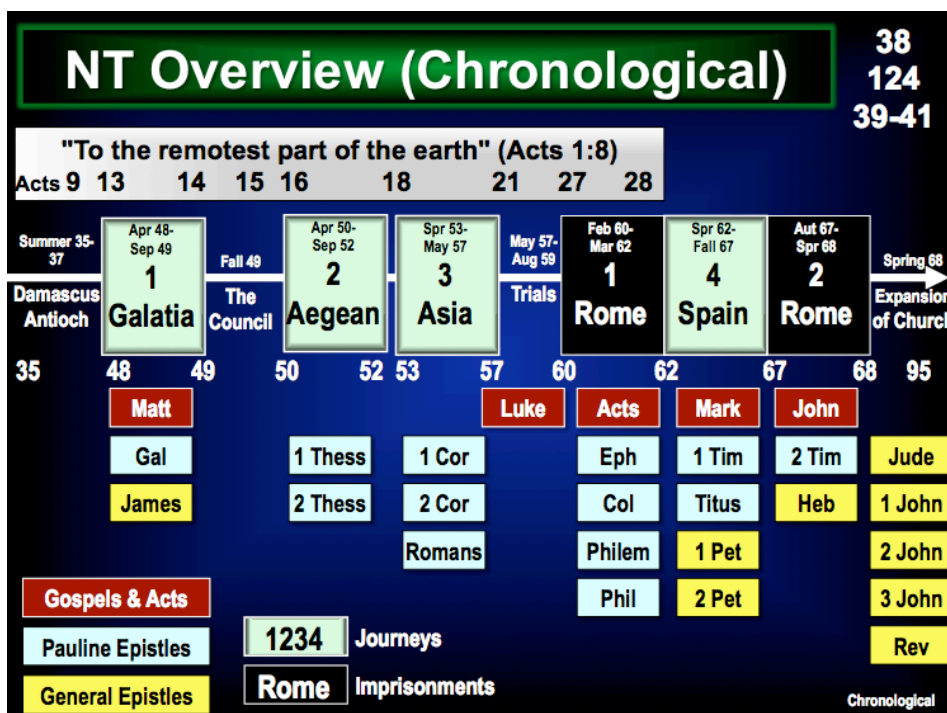 NT Overview (Chronological)
38
124
39-41
"To the remotest part of the earth" (Acts 1:8)
Acts 9 13 14 15 16 18 21 27 28
Summer 35-
37
Damascus
Antioch
Apr 48-
Sep 49
1
Galatia
Fall 49
The
Council
Apr 50-
Sep 52
2
Aegean
Spr 53-
May 57
3
Asia
May 57-
Aug 59
Trials
Feb 60-
Mar 62
1
Rome
Spr 62-
Fall 67
4
Spain
Aut 67-
Spr 68
2
Rome
Spring 68
Expansion
of Church
35 48 49 50 52 53 57 60 62 67 68 95
Matt Luke Acts Mark John
Gal 1 Thess 1 Cor Eph 1 Tim 2 Tim Jude
James 2 Thess 2 Cor Col Titus Heb 1 John
Romans Philem 1 Pet 2 John
Phil 2 Pet 3 John
Rev
Gospels & Acts
Pauline Epistles
General Epistles
1234 Journeys
Rome Imprisonments
Chronological